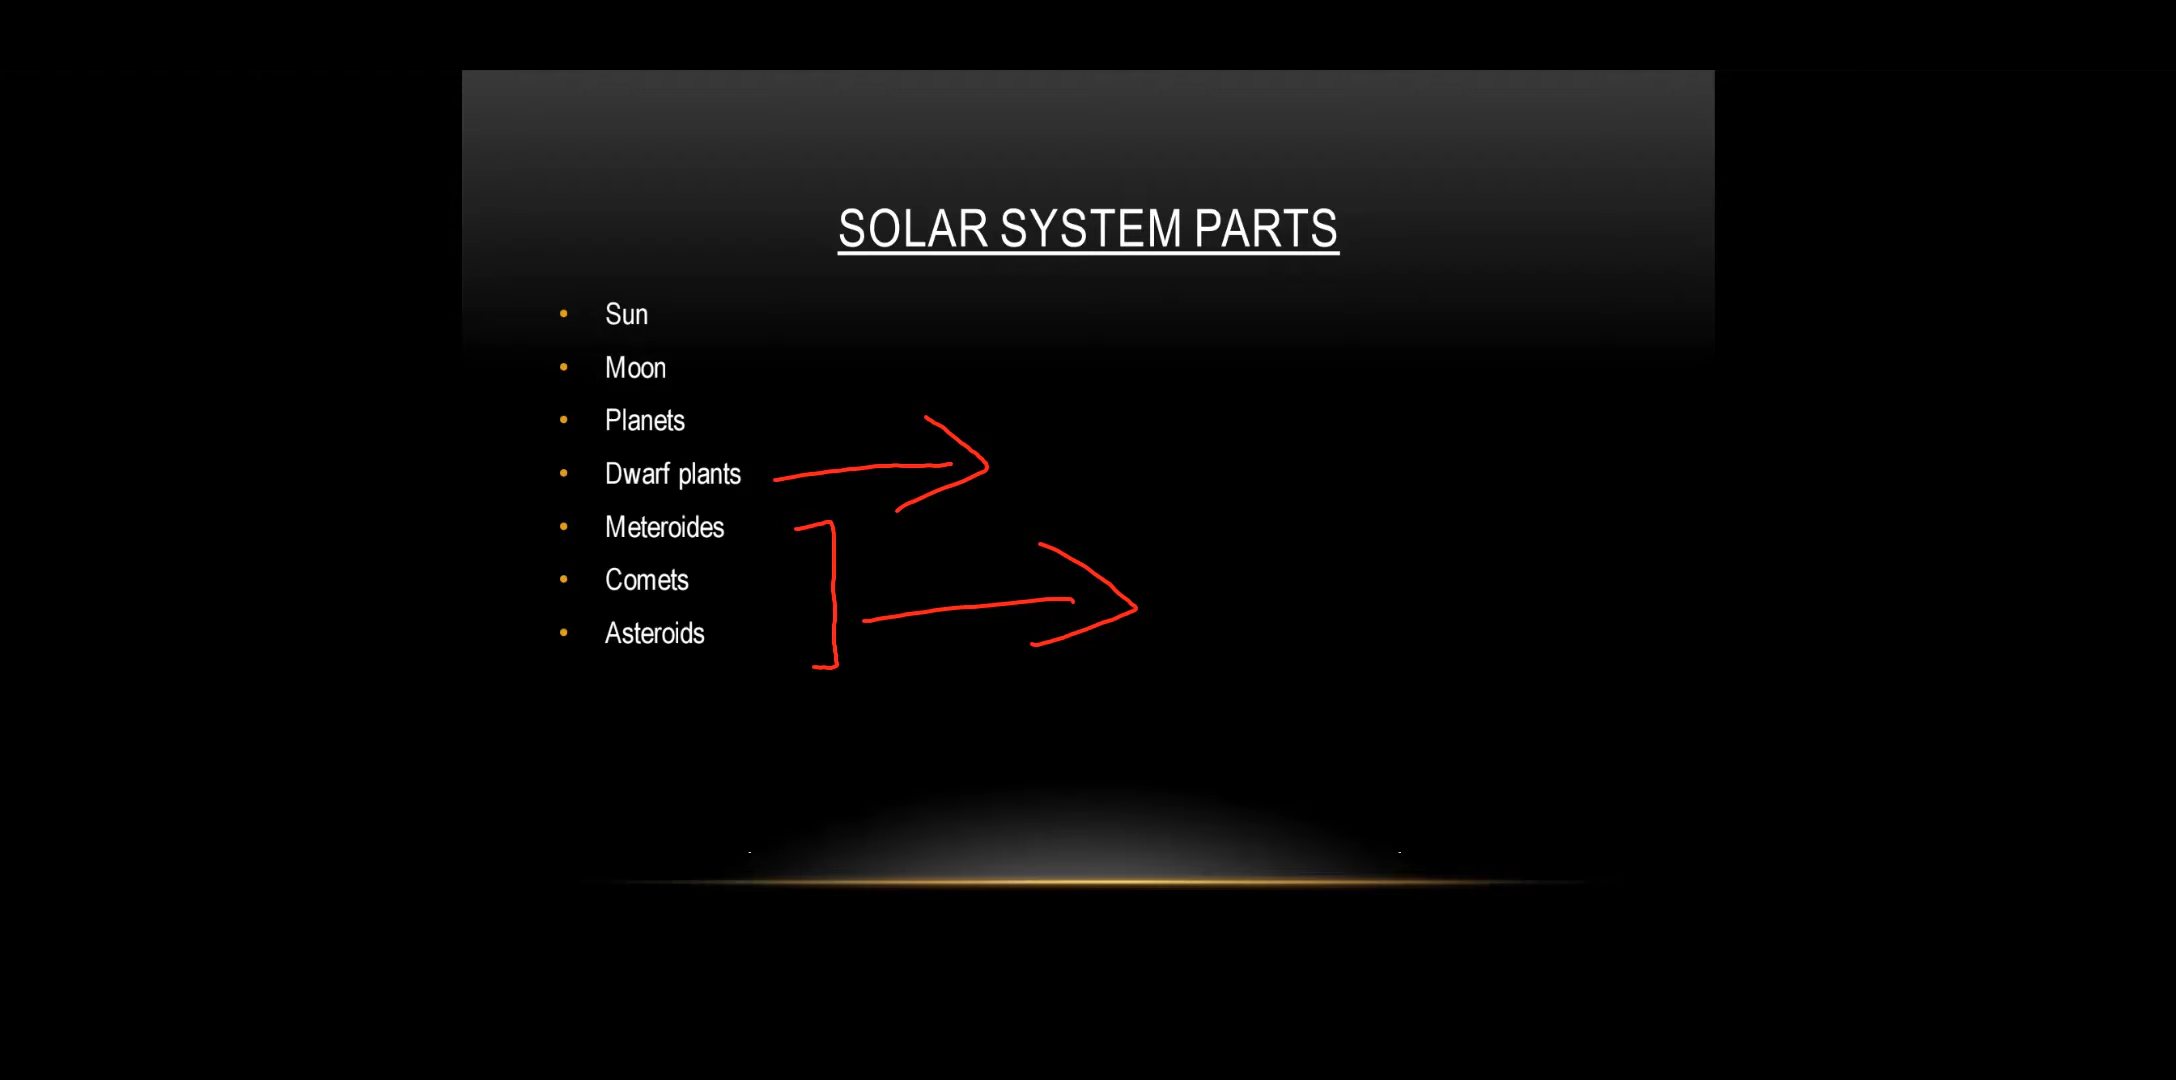 SOLAR SYSTEM PARTS
• Sun
• Moon
• Planets
• Dwarf plants
• Meteroides
• Comets
• Asteroids